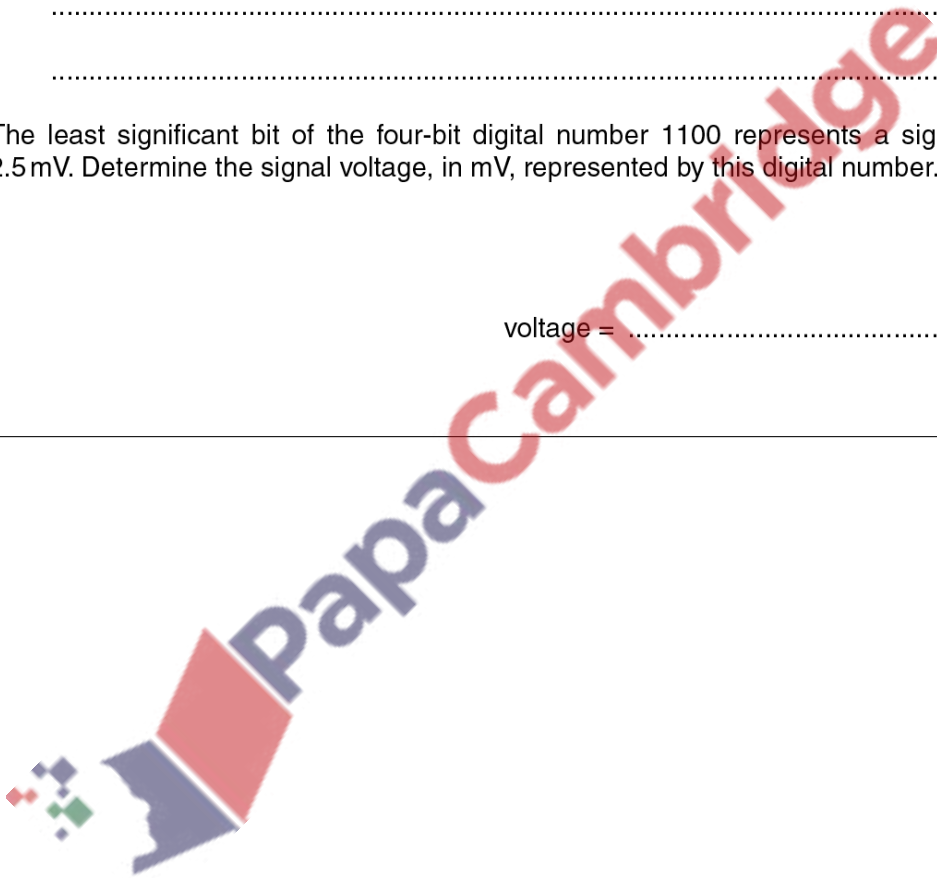 The least significant bit of the four-bit digital number 1100 represents a sig
2.5 mV. Determine the signal voltage, in mV, represented by this digital number.
voltage = ..........................................
PapaCambridge